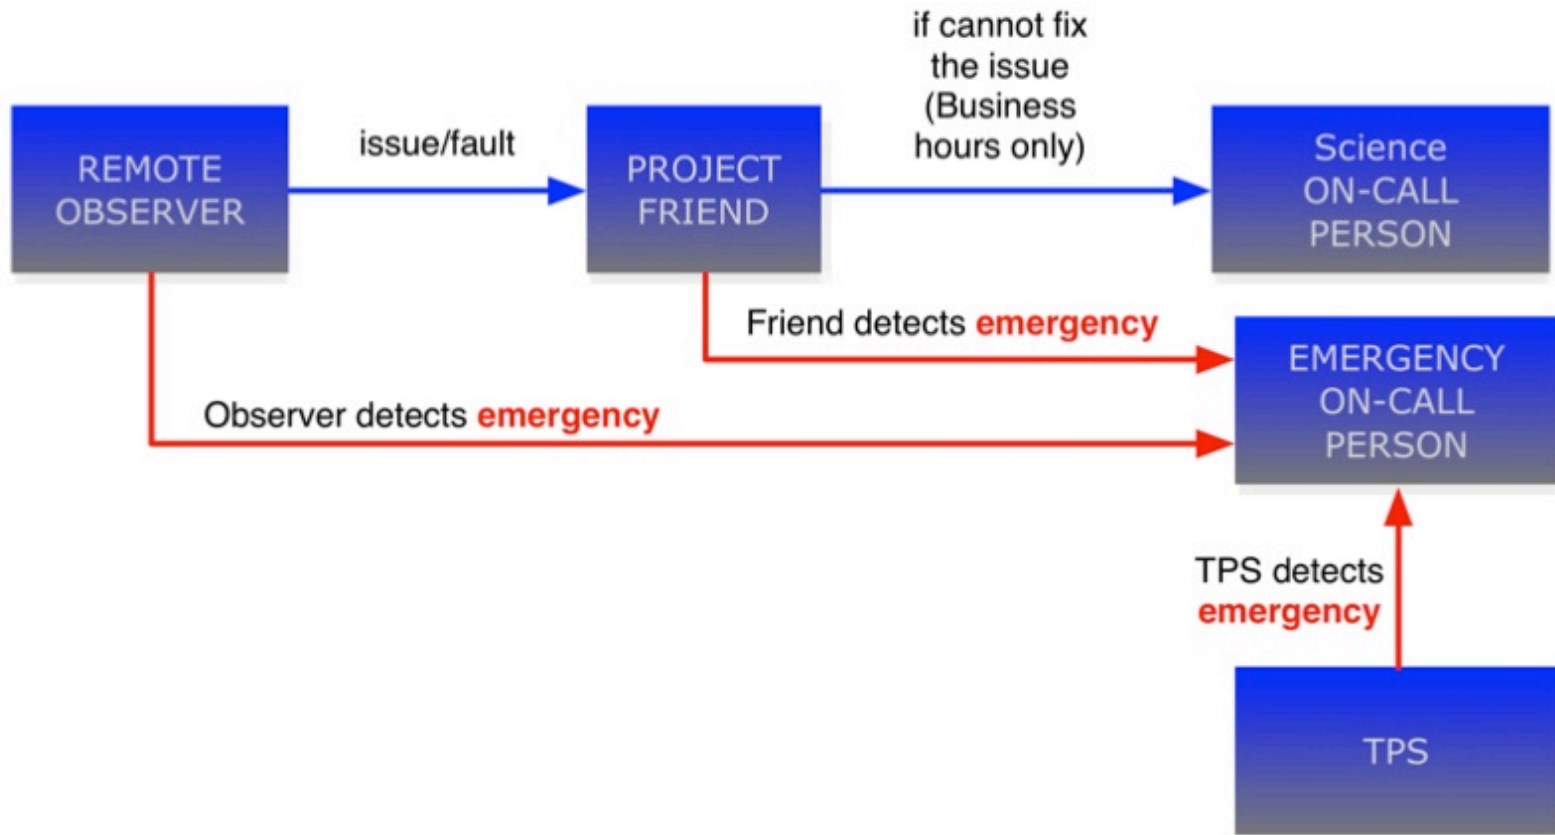 if cannot fix
the issue
(Business
hours only)
REMOTE
OBSERVER
issue/fault
PROJECT
FRIEND
Science
ON-CALL
PERSON
Friend detects emergency
EMERGENCY
ON-CALL
PERSON
Observer detects emergency
TPS detects
emergency
TPS